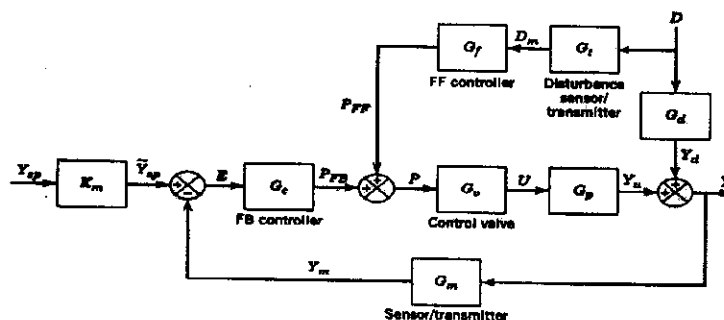 D
G_f
D_m
G_t
FF controller
Disturbance
sensor/
transmitter
P_FF
G_d
Y_d
Y_sp
K_m
Ỹ_sp
E
G_c
P_FB
P
G_v
U
G_p
Y_u
Y
FB controller
Control valve
Y_m
G_m
Sensor/transmitter